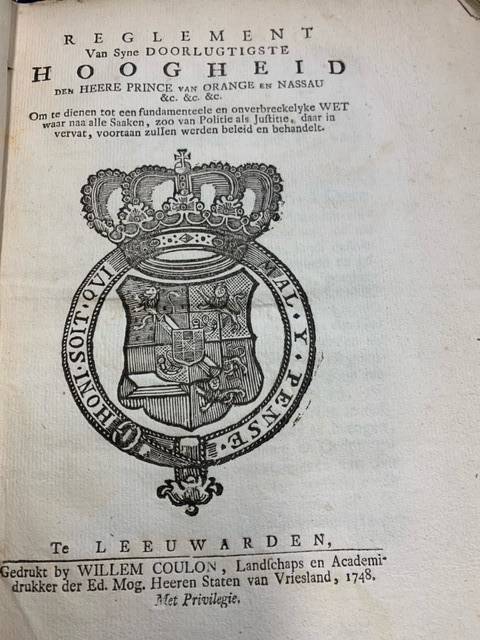 REGLEMENT
Van Syne DOORLUGTIGSTE
HOOGHEID
DEN HEERE PRINCE VAN ORANGE EN NASSAU
&c. &c. &c.
Om te dienen tot een fundamenteele en onverbreekelyke WET
waar naa alle Saaken, zoo van Politie als Juſtitie, daar in
vervat, voortaan zullen werden beleid en behandelt.
HONI·SOIT·QVI·MAL·Y·PENSE·
Te LEEUWARDEN,
Gedrukt by WILLEM COULON, Landſchaps en Academi-
drukker der Ed. Mog. Heeren Staten van Vriesland, 1748.
Met Privilegie.